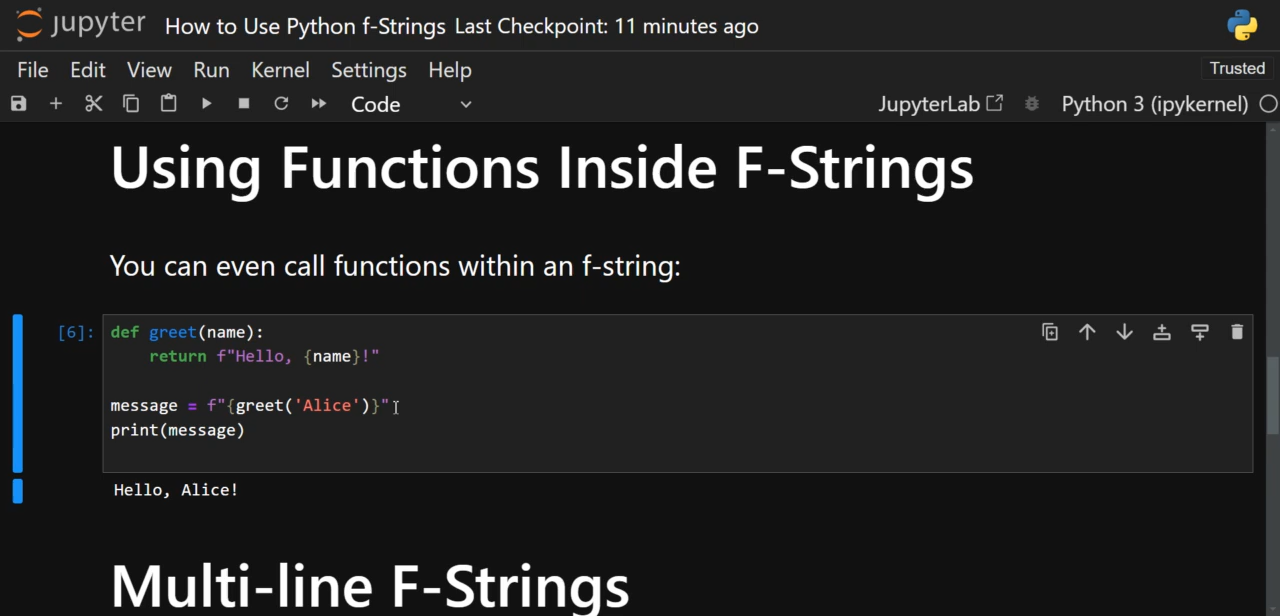 jupyter How to Use Python f-Strings Last Checkpoint: 11 minutes ago
File Edit View Run Kernel Settings Help Trusted
Code JupyterLab Python 3 (ipykernel)
Using Functions Inside F-Strings
You can even call functions within an f-string:
[6]: def greet(name):
    return f"Hello, {name}!"
message = f"{greet('Alice')}"
print(message)
Hello, Alice!
Multi-line F-Strings